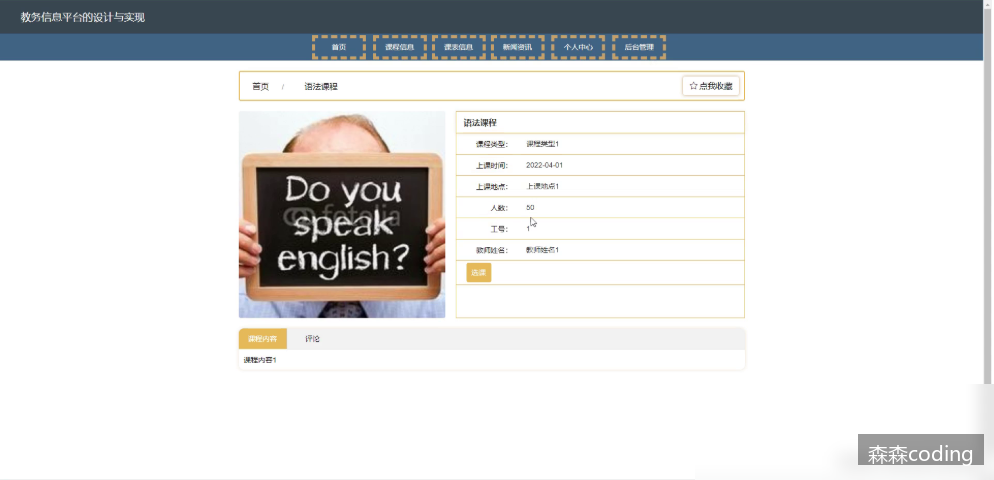 教务信息平台的设计与实现
首页 课程信息 课表信息 新闻资讯 个人中心 后台管理
首页 / 语法课程 ☆ 点我收藏
语法课程
课程类型: 课程类型1
上课时间: 2022-04-01
上课地点: 上课地点1
人数: 50
工号: 1
教师姓名: 教师姓名1
选课
Do you
speak
english?
fotolia
课程内容 评论
课程内容1
森森coding